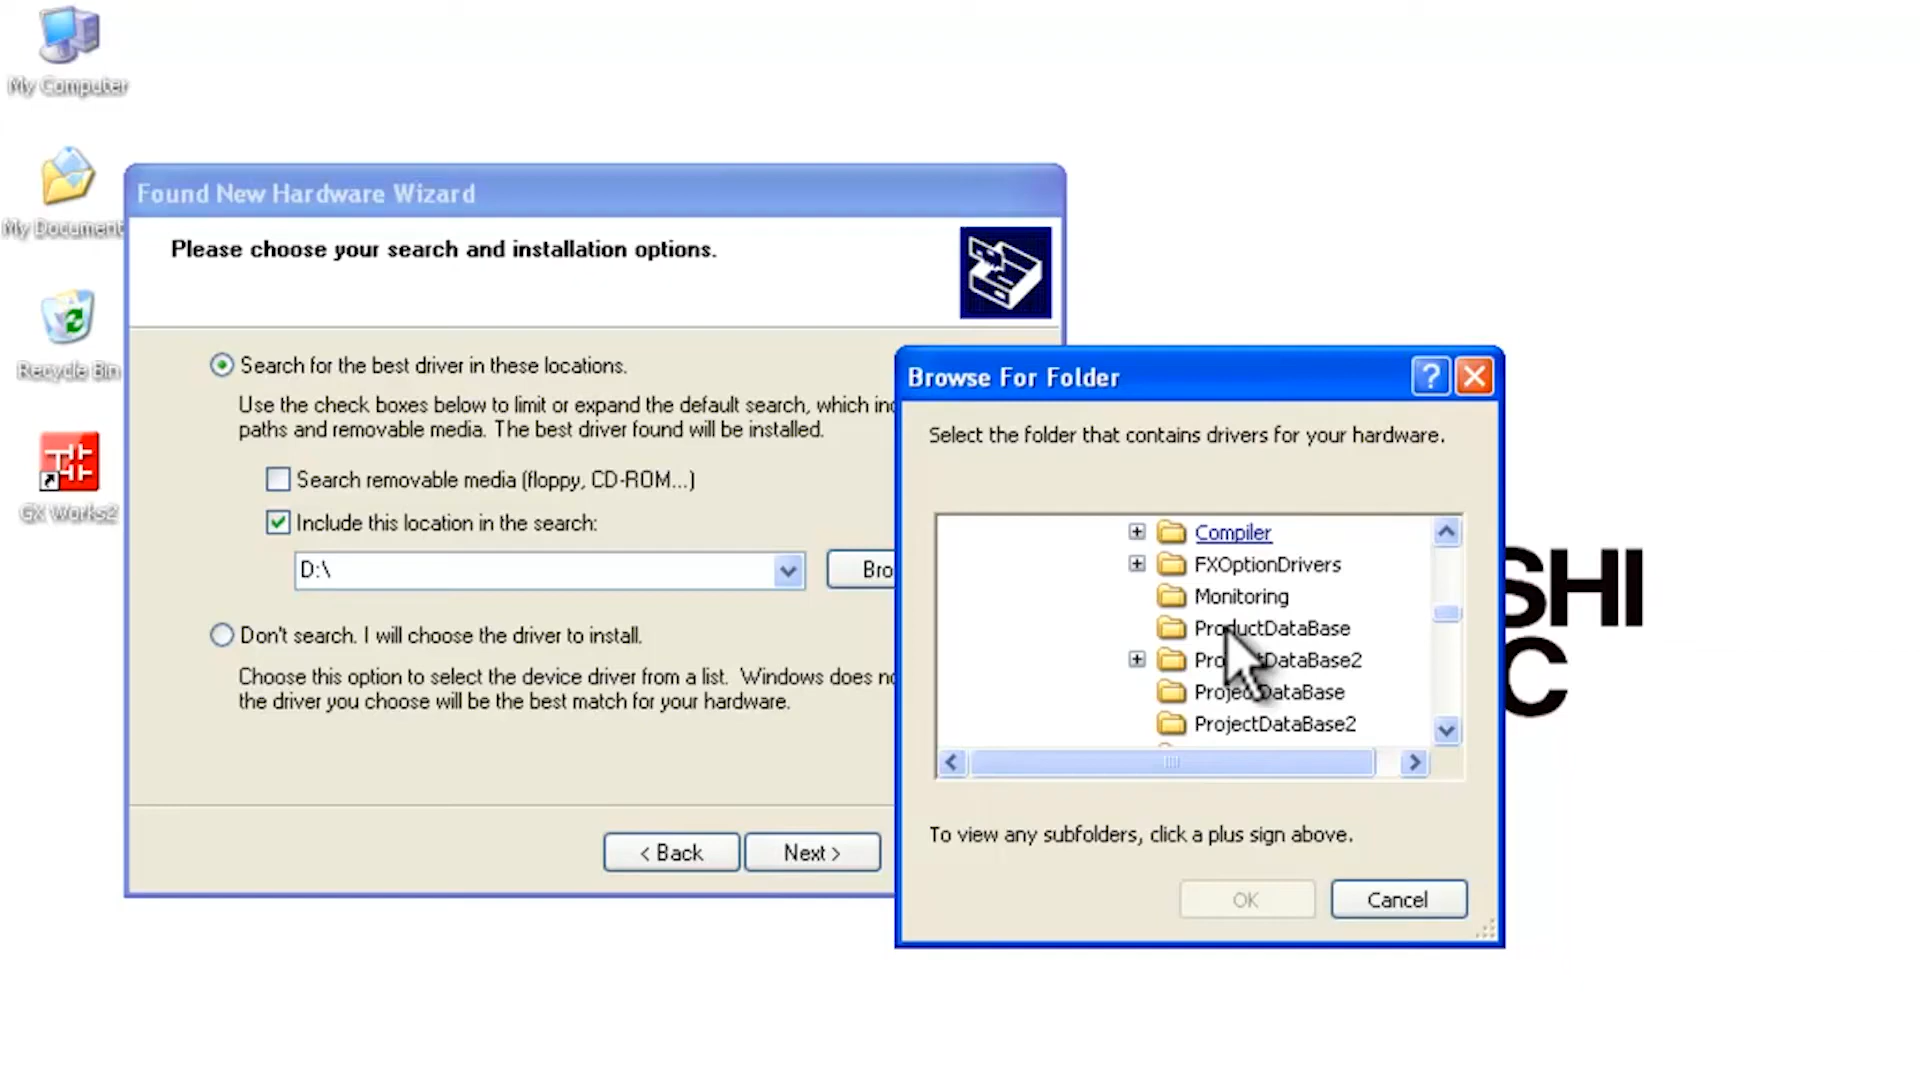 My Computer
My Document
Recycle Bin
GX Works2
Found New Hardware Wizard
Please choose your search and installation options.
Search for the best driver in these locations.
Use the check boxes below to limit or expand the default search, which inc
paths and removable media. The best driver found will be installed.
Search removable media (floppy, CD-ROM...)
Include this location in the search:
D:\
Bro
Don't search. I will choose the driver to install.
Choose this option to select the device driver from a list. Windows does no
the driver you choose will be the best match for your hardware.
< Back
Next >
Browse For Folder
Select the folder that contains drivers for your hardware.
Compiler
FXOptionDrivers
Monitoring
ProductDataBase
DataBase2
ProjectDataBase
ProjectDataBase2
To view any subfolders, click a plus sign above.
OK
Cancel
SHI
C